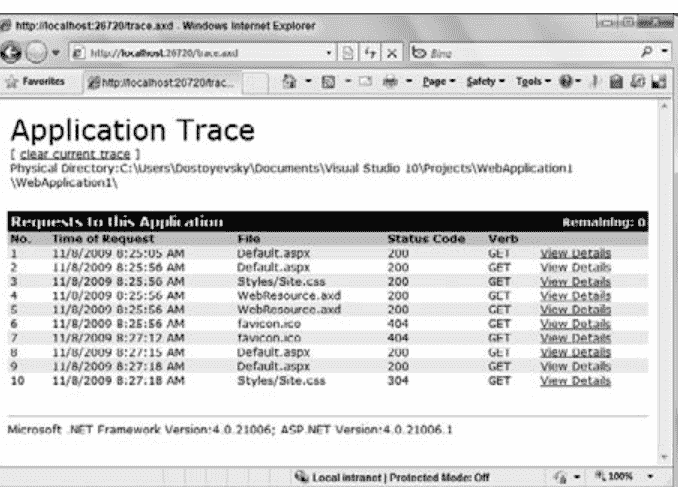 http://localhost:26720/trace.axd - Windows Internet Explorer
http://localhost:26720/trace.axd
Bing
Favorites http://localhost:26720/trac... Page Safety Tools
Application Trace
[ clear current trace ]
Physical Directory:C:\Users\Dostoyevsky\Documents\Visual Studio 10\Projects\WebApplication1
\WebApplication1\
Requests to this Application Remaining: 0
No. Time of Request File Status Code Verb
1 11/8/2009 8:25:05 AM Default.aspx 200 GET View Details
2 11/8/2009 8:25:56 AM Default.aspx 200 GET View Details
3 11/8/2009 8:25:56 AM Styles/Site.css 200 GET View Details
4 11/8/2009 8:25:56 AM WebResource.axd 200 GET View Details
5 11/8/2009 8:25:56 AM WebResource.axd 200 GET View Details
6 11/8/2009 8:25:56 AM favicon.ico 404 GET View Details
7 11/8/2009 8:27:12 AM favicon.ico 404 GET View Details
8 11/8/2009 8:27:15 AM Default.aspx 200 GET View Details
9 11/8/2009 8:27:18 AM Default.aspx 200 GET View Details
10 11/8/2009 8:27:18 AM Styles/Site.css 304 GET View Details
Microsoft .NET Framework Version:4.0.21006; ASP.NET Version:4.0.21006.1
Local intranet | Protected Mode: Off 100%